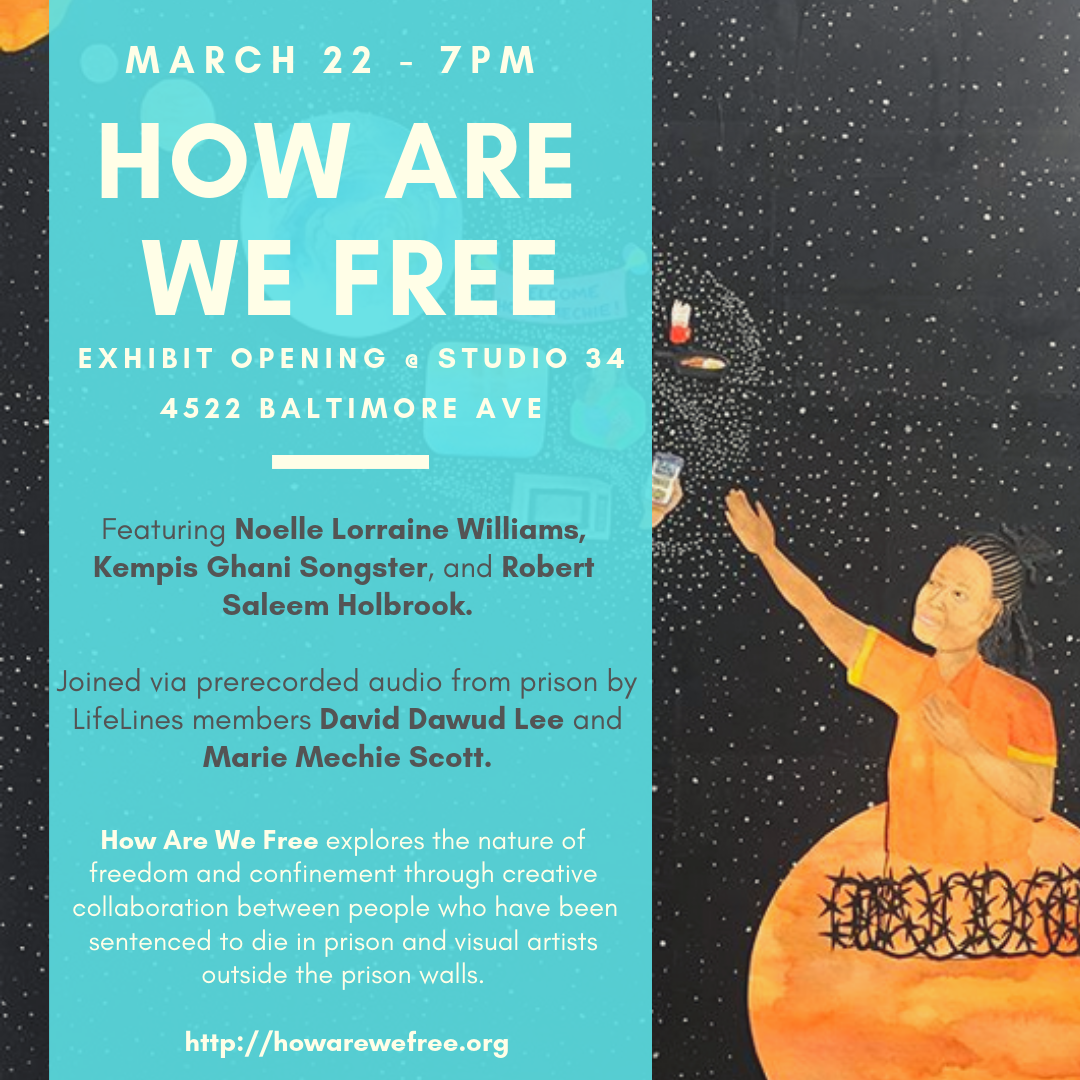 MARCH 22 - 7PM
HOW ARE
WE FREE
EXHIBIT OPENING @ STUDIO 34
4522 BALTIMORE AVE
Featuring Noelle Lorraine Williams,
Kempis Ghani Songster, and Robert
Saleem Holbrook.
Joined via prerecorded audio from prison by
LifeLines members David Dawud Lee and
Marie Mechie Scott.
How Are We Free explores the nature of
freedom and confinement through creative
collaboration between people who have been
sentenced to die in prison and visual artists
outside the prison walls.
http://howarewefree.org